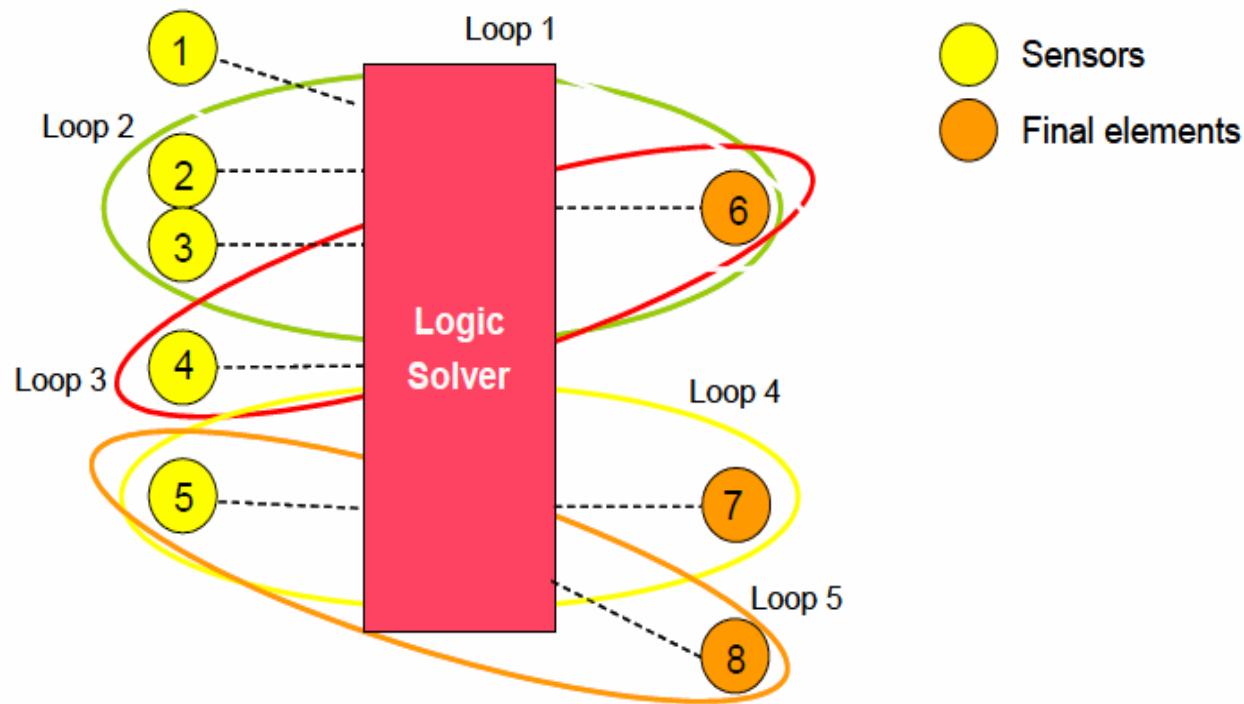 Loop 1
1
Sensors
Loop 2
Final elements
2
6
3
Logic
Solver
4
Loop 3
Loop 4
5
7
Loop 5
8